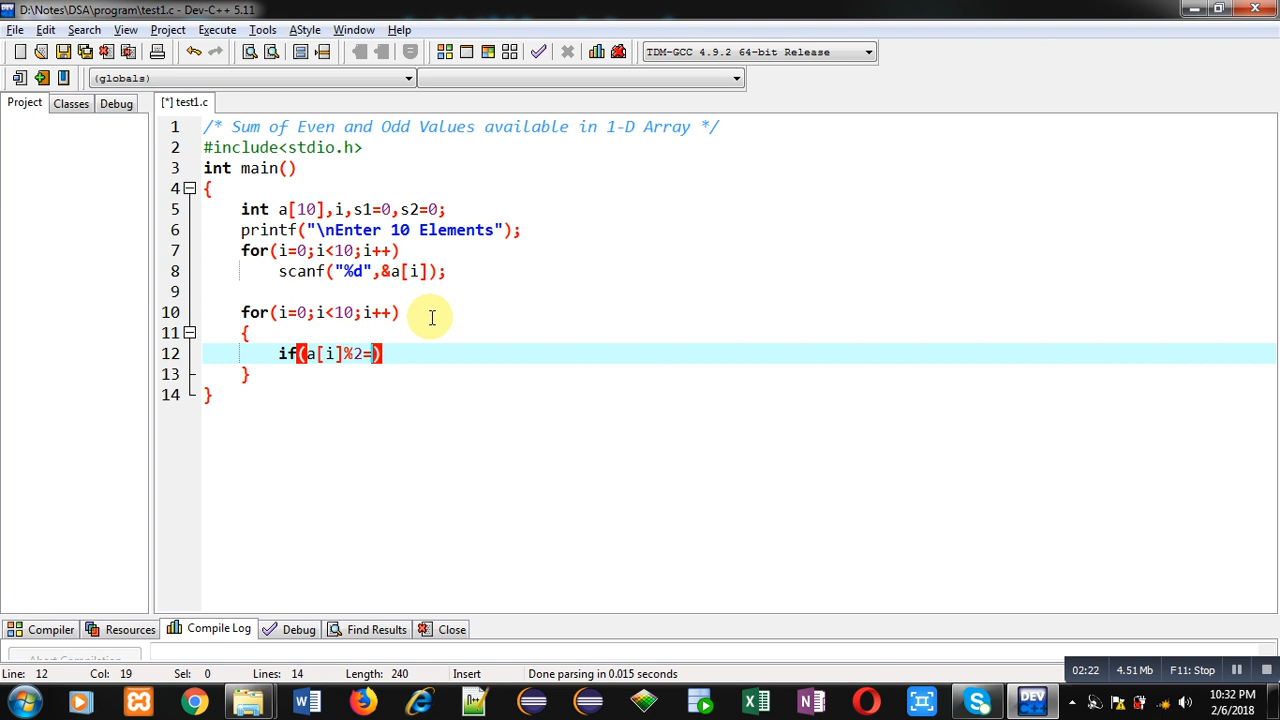 D:\Notes\DSA\program\test1.c - Dev-C++ 5.11
File Edit Search View Project Execute Tools AStyle Window Help
TDM-GCC 4.9.2 64-bit Release
(globals)
Project Classes Debug [*] test1.c
1 /* Sum of Even and Odd Values available in 1-D Array */
2 #include<stdio.h>
3 int main()
4 {
5 int a[10],i,s1=0,s2=0;
6 printf("\nEnter 10 Elements");
7 for(i=0;i<10;i++)
8 scanf("%d",&a[i]);
9
10 for(i=0;i<10;i++)
11 {
12 if(a[i]%2=)
13 }
14 }
Compiler Resources Compile Log Debug Find Results Close
Abort Compilation
02:22 4.51 Mb F11: Stop
Line: 12 Col: 19 Sel: 0 Lines: 14 Length: 240 Insert Done parsing in 0.015 seconds
DEV
10:32 PM
2/6/2018